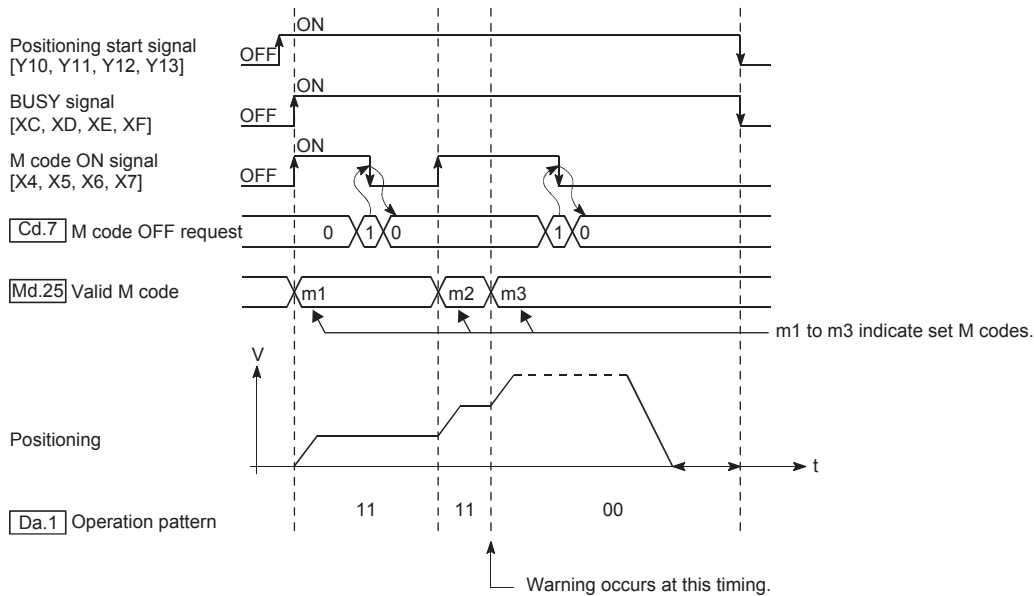 ON
Positioning start signal
[Y10, Y11, Y12, Y13]
OFF
ON
BUSY signal
[XC, XD, XE, XF]
OFF
ON
M code ON signal
[X4, X5, X6, X7]
OFF
Cd.7 M code OFF request
0 1 0 1 0
Md.25 Valid M code
m1 m2 m3
m1 to m3 indicate set M codes.
V
Positioning
t
Da.1 Operation pattern
11 11 00
Warning occurs at this timing.